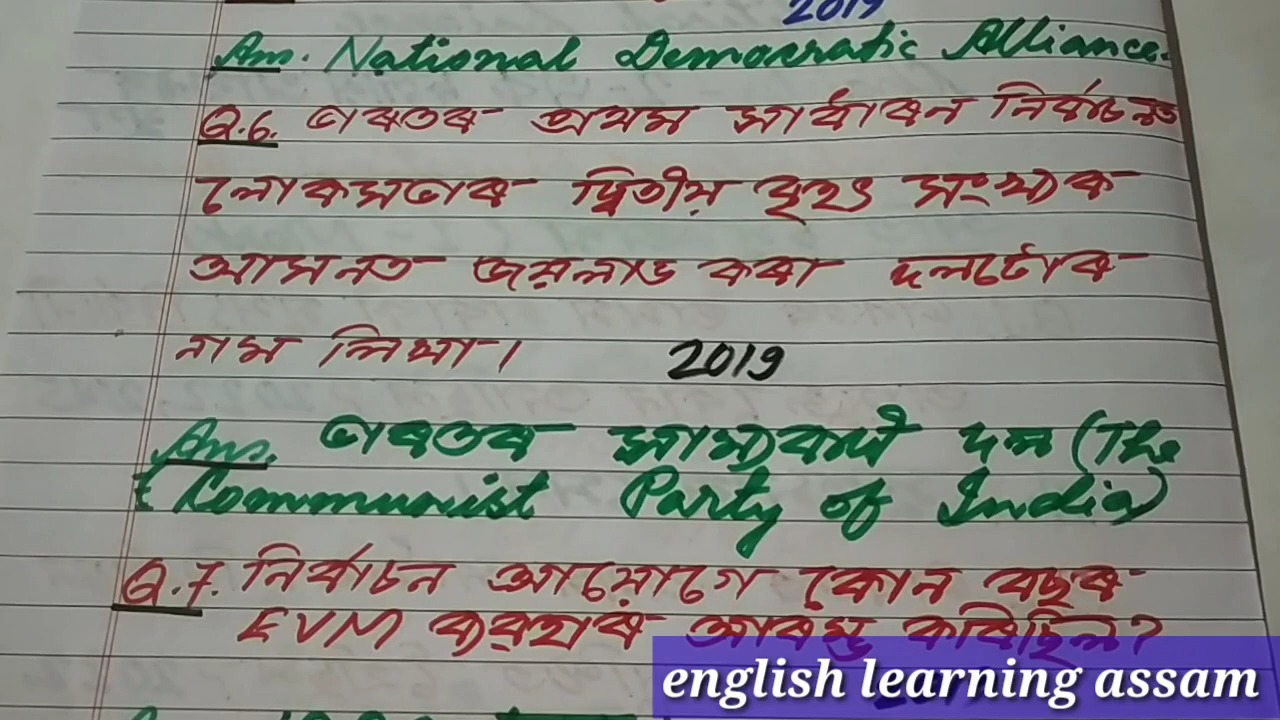 2019
Ans. National Democratic Alliance.
Q.6. ভাৰতৰ প্ৰথম সাৰ্ধাৰন নিৰ্বাচনত
লোকসভাৰ দ্বিতীয় বৃহৎ সংখ্যক
আসনত জয়লাভ কৰা দলটোৰ
নাম লিখা। 2019
Ans. ভাৰতৰ সাম্যবাদী দল (The
(Communist Party of India)
Q.7. নিৰ্বাচন আয়োগে কোন বছৰ
EVM ব্যৱহাৰ আৰম্ভ কৰিছিল?
english learning assam